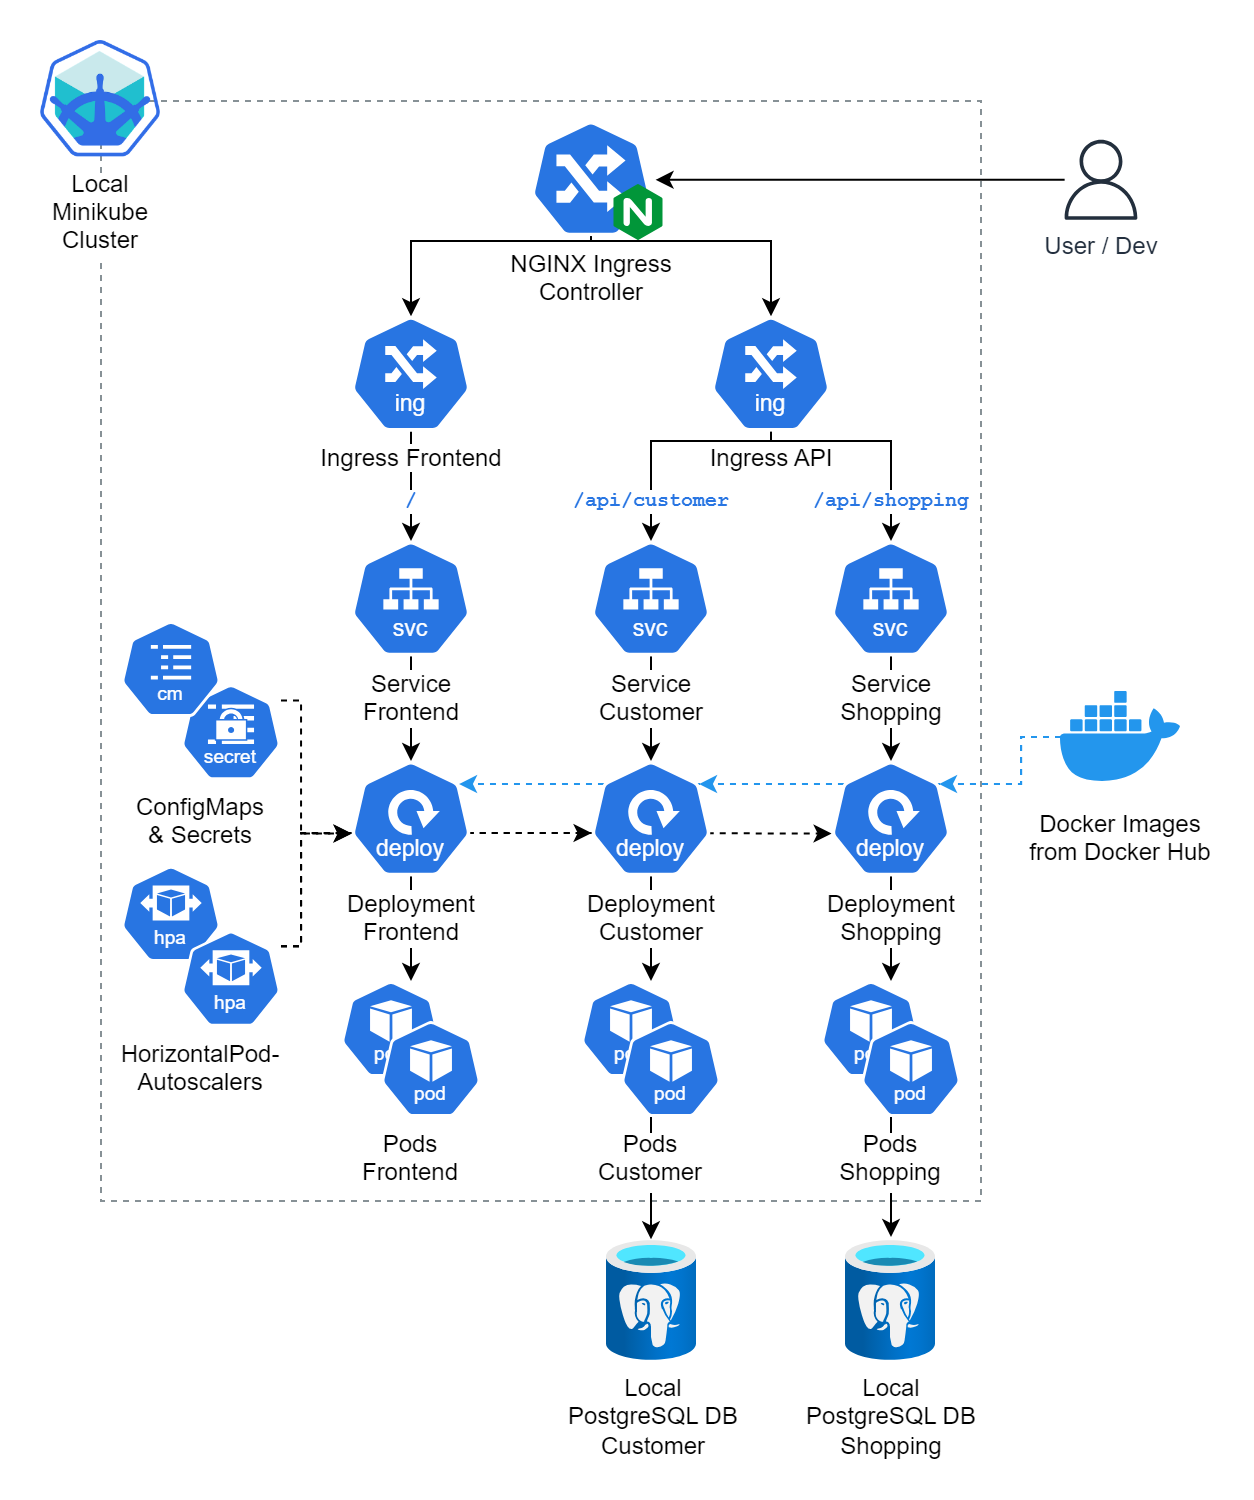 Local
Minikube
Cluster
User / Dev
NGINX Ingress
Controller
ing
ing
Ingress Frontend
Ingress API
/
/api/customer
/api/shopping
svc
svc
svc
Service
Frontend
Service
Customer
Service
Shopping
cm
secret
ConfigMaps
& Secrets
deploy
deploy
deploy
Docker Images
from Docker Hub
Deployment
Frontend
Deployment
Customer
Deployment
Shopping
hpa
hpa
HorizontalPod-
Autoscalers
po
pod
po
pod
po
pod
Pods
Frontend
Pods
Customer
Pods
Shopping
Local
PostgreSQL DB
Customer
Local
PostgreSQL DB
Shopping